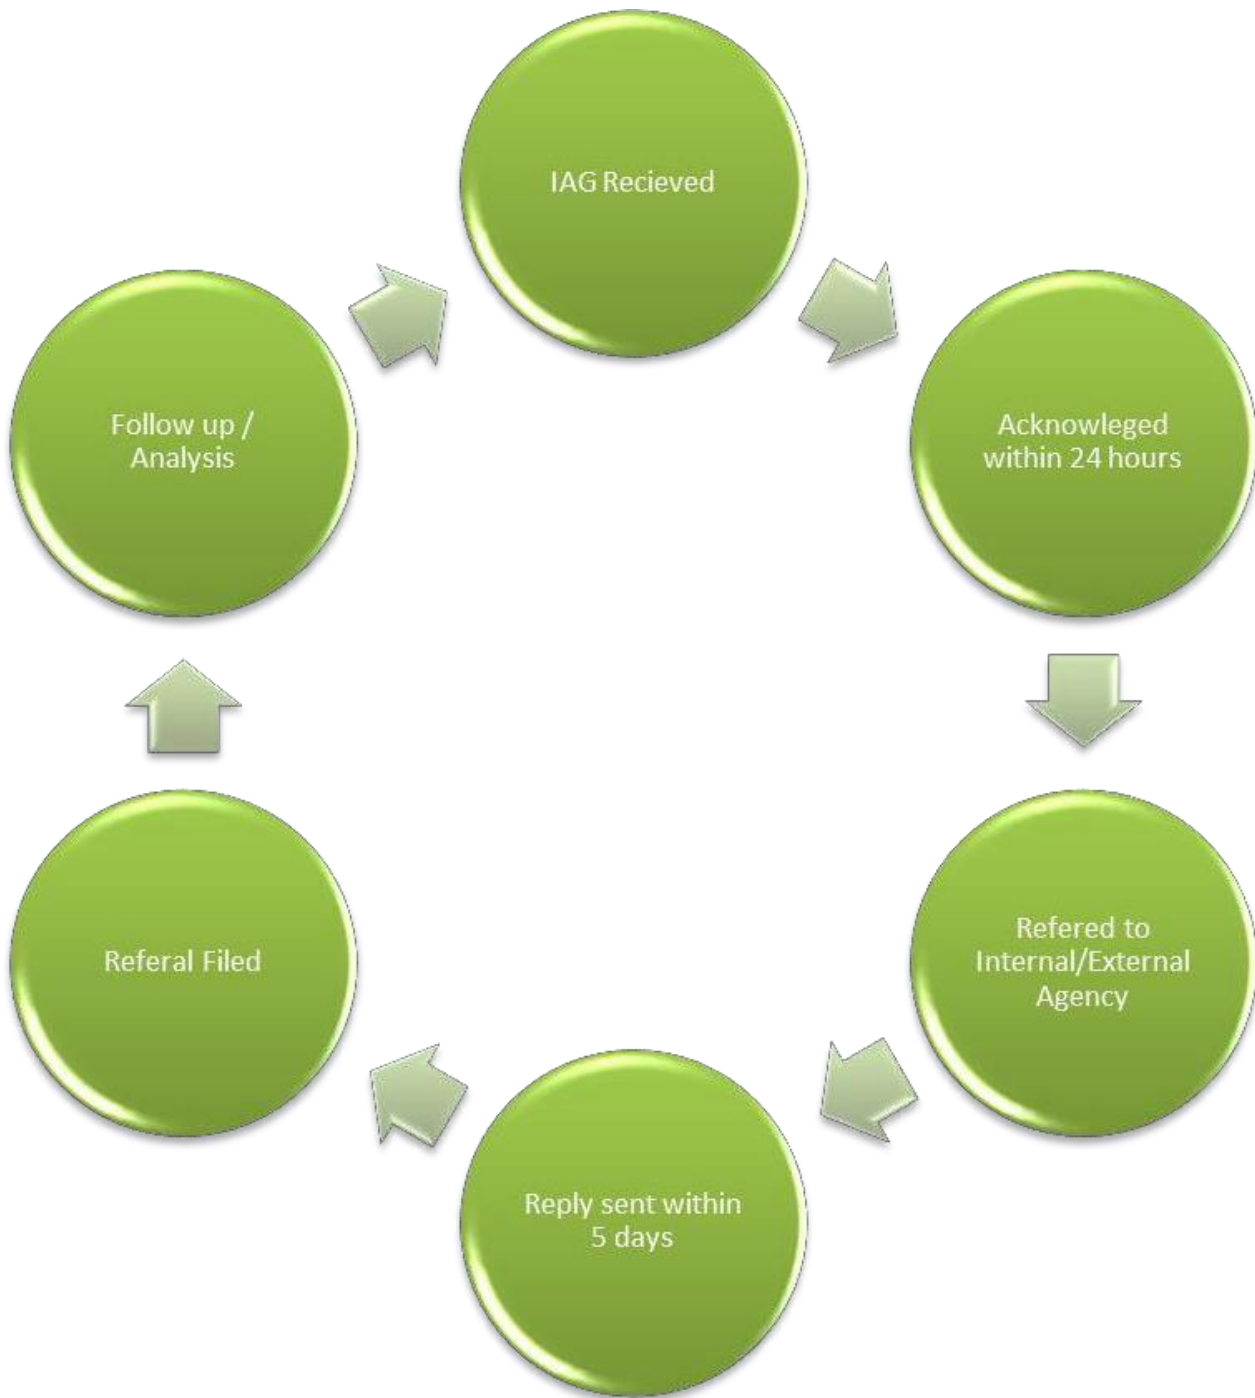 IAG Recieved
Acknowleged
within 24 hours
Refered to
Internal/External
Agency
Reply sent within
5 days
Referal Filed
Follow up /
Analysis